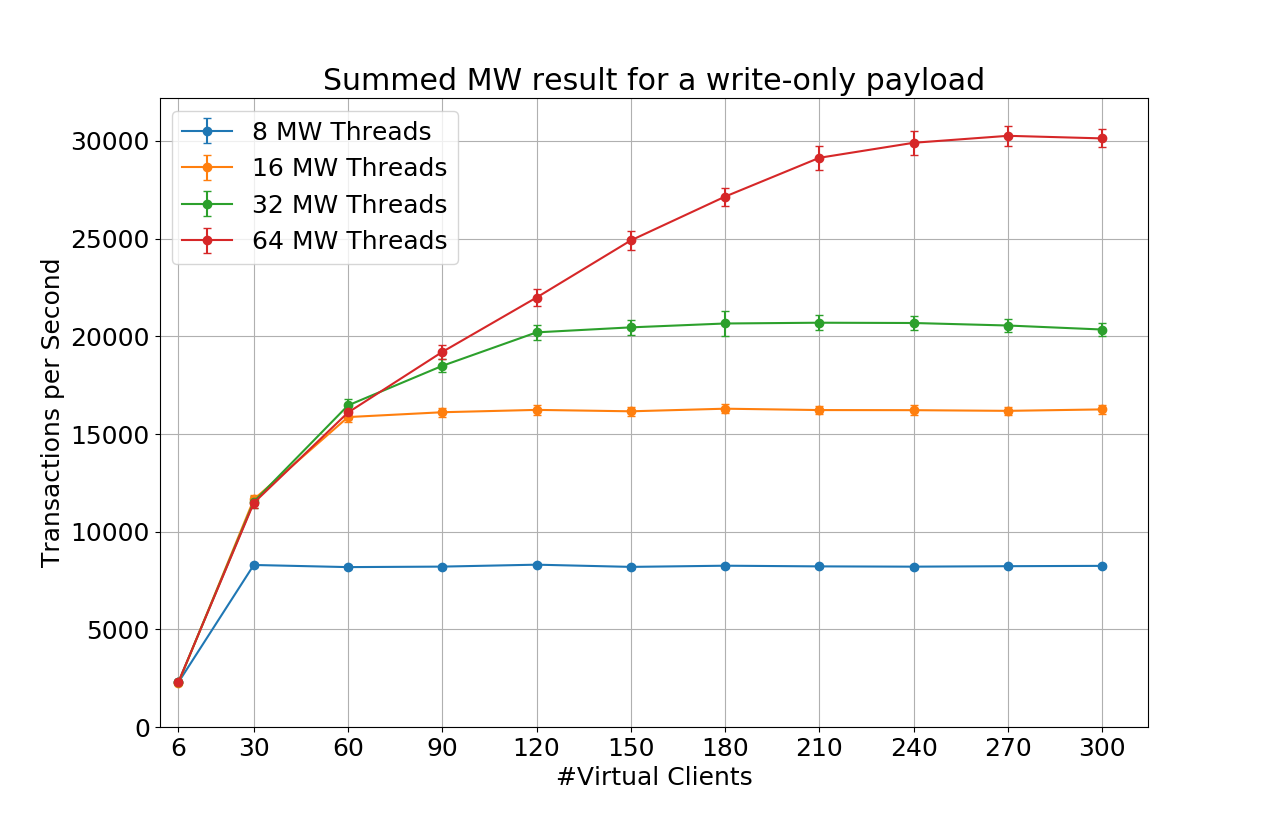 Summed MW result for a write-only payload
8 MW Threads
16 MW Threads
32 MW Threads
64 MW Threads
Transactions per Second
30000
25000
20000
15000
10000
5000
0
6 30 60 90 120 150 180 210 240 270 300
#Virtual Clients